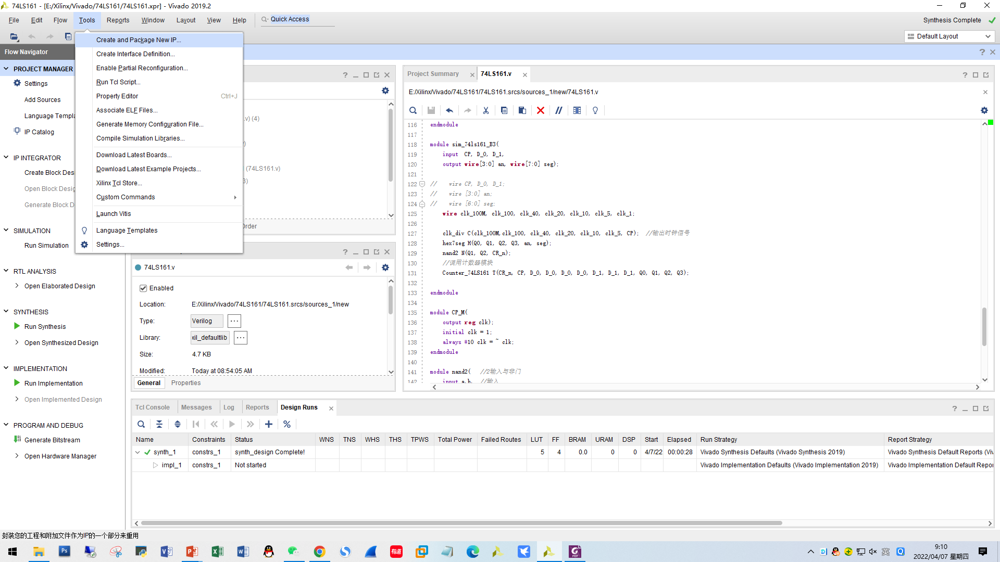 74LS161 - [E:/Xilinx/Vivado/74LS161/74LS161.xpr] - Vivado 2019.2
File Edit Flow Tools Reports Window Layout View Help Quick Access
Synthesis Complete
Default Layout
Flow Navigator
PROJECT MANAGER
Settings
Add Sources
Language Templa
IP Catalog
IP INTEGRATOR
Create Block Des
Open Block Desig
Generate Block D
SIMULATION
Run Simulation
RTL ANALYSIS
Open Elaborated Design
SYNTHESIS
Run Synthesis
Open Synthesized Design
IMPLEMENTATION
Run Implementation
Open Implemented Design
PROGRAM AND DEBUG
Generate Bitstream
Open Hardware Manager
Create and Package New IP...
Create Interface Definition...
Enable Partial Reconfiguration...
Run Tcl Script...
Property Editor Ctrl+J
Associate ELF Files...
Generate Memory Configuration File...
Compile Simulation Libraries...
Download Latest Boards...
Download Latest Example Projects...
Xilinx Tcl Store...
Custom Commands
Launch Vitis
Language Templates
Settings...
.v) (4)
(74LS161.v)
3)
Order
74LS161.v
Enabled
Location: E:/Xilinx/Vivado/74LS161/74LS161.srcs/sources_1/new
Type: Verilog
Library: xil_defaultlib
Size: 4.7 KB
Modified: Today at 08:54:05 AM
General Properties
Project Summary 74LS161.v
E:/Xilinx/Vivado/74LS161/74LS161.srcs/sources_1/new/74LS161.v
116 endmodule
117
118 module sim_74ls161_B3(
119 input CP, D_0, D_1,
120 output wire[3:0] an, wire[7:0] seg);
121
122 // wire CP, D_0, D_1;
123 // wire [3:0] an;
124 // wire [6:0] seg;
125 wire clk_100M, clk_100, clk_40, clk_20, clk_10, clk_5, clk_1;
126
127 clk_div C(clk_100M,clk_100, clk_40, clk_20, clk_10, clk_5, CP); //输出时钟信号
128 hex7seg H(Q0, Q1, Q2, Q3, an, seg);
129 nand2 N(Q1, Q2, CR_n);
130 //调用计数器模块
131 Counter_74LS161 T(CR_n, CP, D_0, D_0, D_0, D_0, D_1, D_1, D_1, Q0, Q1, Q2, Q3);
132
133 endmodule
134
135 module CP_M(
136 output reg clk);
137 initial clk = 1;
138 always #10 clk = ~ clk;
139 endmodule
140
141 module nand2( //2输入与非门
142 input a,b, //输入
Tcl Console Messages Log Reports Design Runs
Name Constraints Status WNS TNS WHS THS TPWS Total Power Failed Routes LUT FF BRAM URAM DSP Start Elapsed Run Strategy Report Strategy
synth_1 constrs_1 synth_design Complete! 5 4 0.0 0 0 4/7/22 00:00:28 Vivado Synthesis Defaults (Vivado Synthesis 2019) Vivado Synthesis Default Reports (Viv
impl_1 constrs_1 Not started Vivado Implementation Defaults (Vivado Implementation 2019) Vivado Implementation Default Repor
封装您的工程和附加文件作为IP的一个部分来重用
英
9:10
2022/04/07 星期四